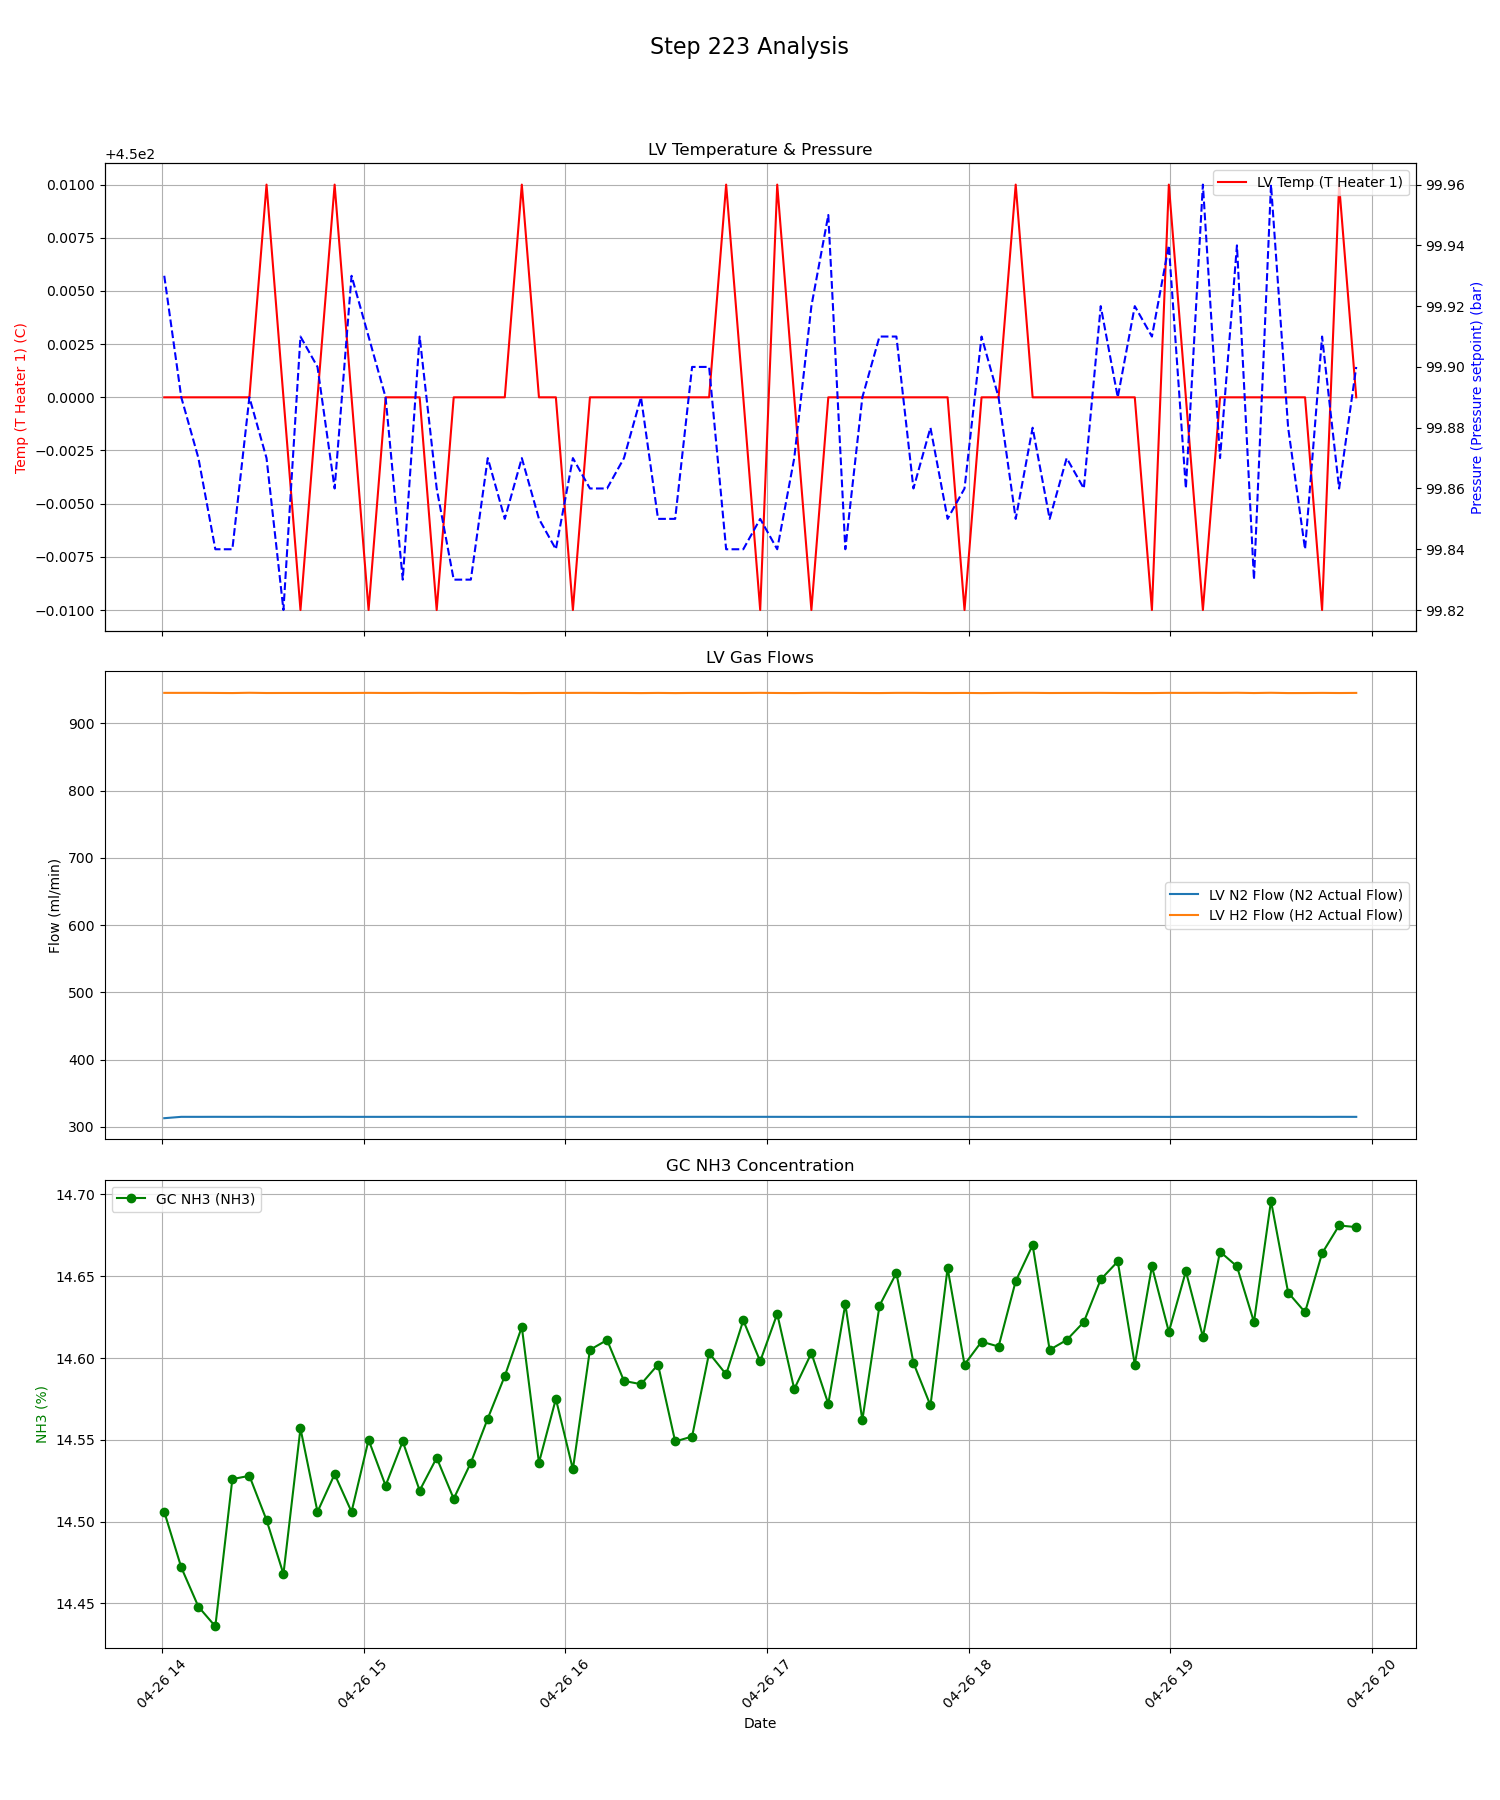 Step 223 Analysis
LV Temperature & Pressure
+4.5e2
LV Temp (T Heater 1)
0.0100
0.0075
0.0050
0.0025
0.0000
−0.0025
−0.0050
−0.0075
−0.0100
Temp (T Heater 1) (C)
99.96
99.94
99.92
99.90
99.88
99.86
99.84
99.82
Pressure (Pressure setpoint) (bar)
LV Gas Flows
900
800
700
600
500
400
300
Flow (ml/min)
LV N2 Flow (N2 Actual Flow)
LV H2 Flow (H2 Actual Flow)
GC NH3 Concentration
GC NH3 (NH3)
14.70
14.65
14.60
14.55
14.50
14.45
NH3 (%)
04-26 14
04-26 15
04-26 16
04-26 17
04-26 18
04-26 19
04-26 20
Date